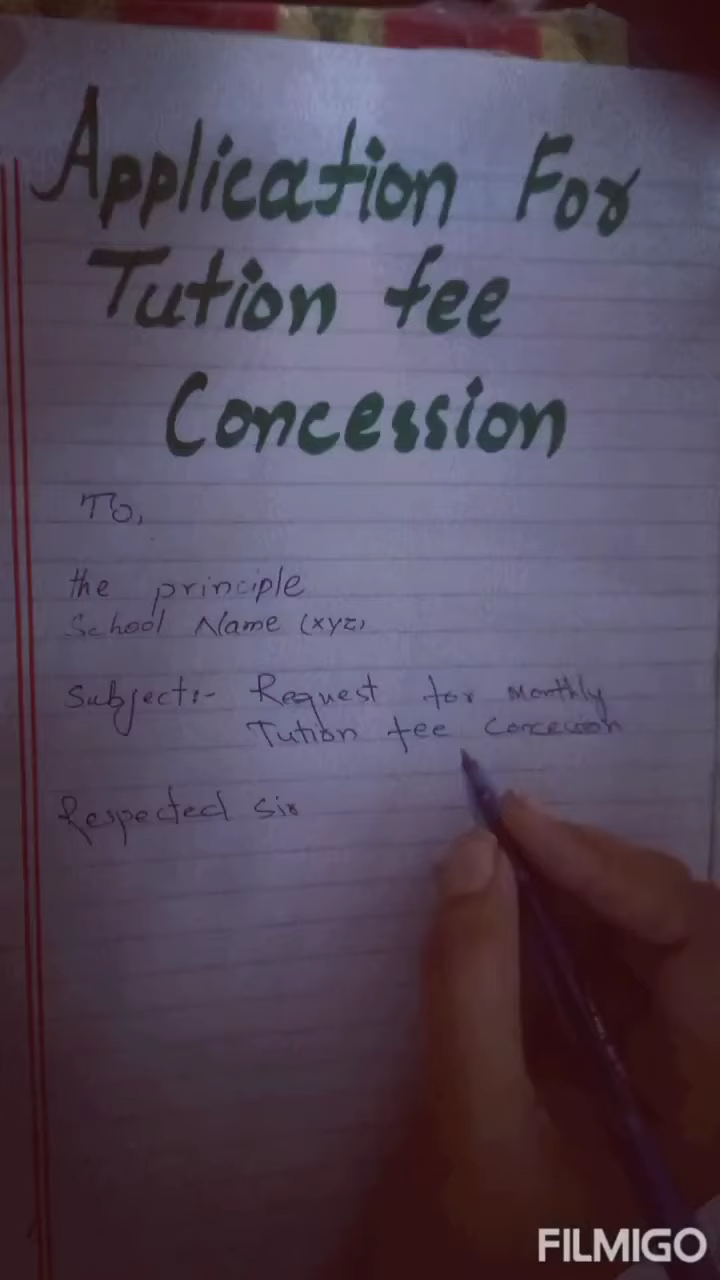 Application For
Tution fee
Concession
To,
the principle
School Name (xyz)
Subject:- Request for Monthly
Tution fee Concession
Respected sir
FILMIGO